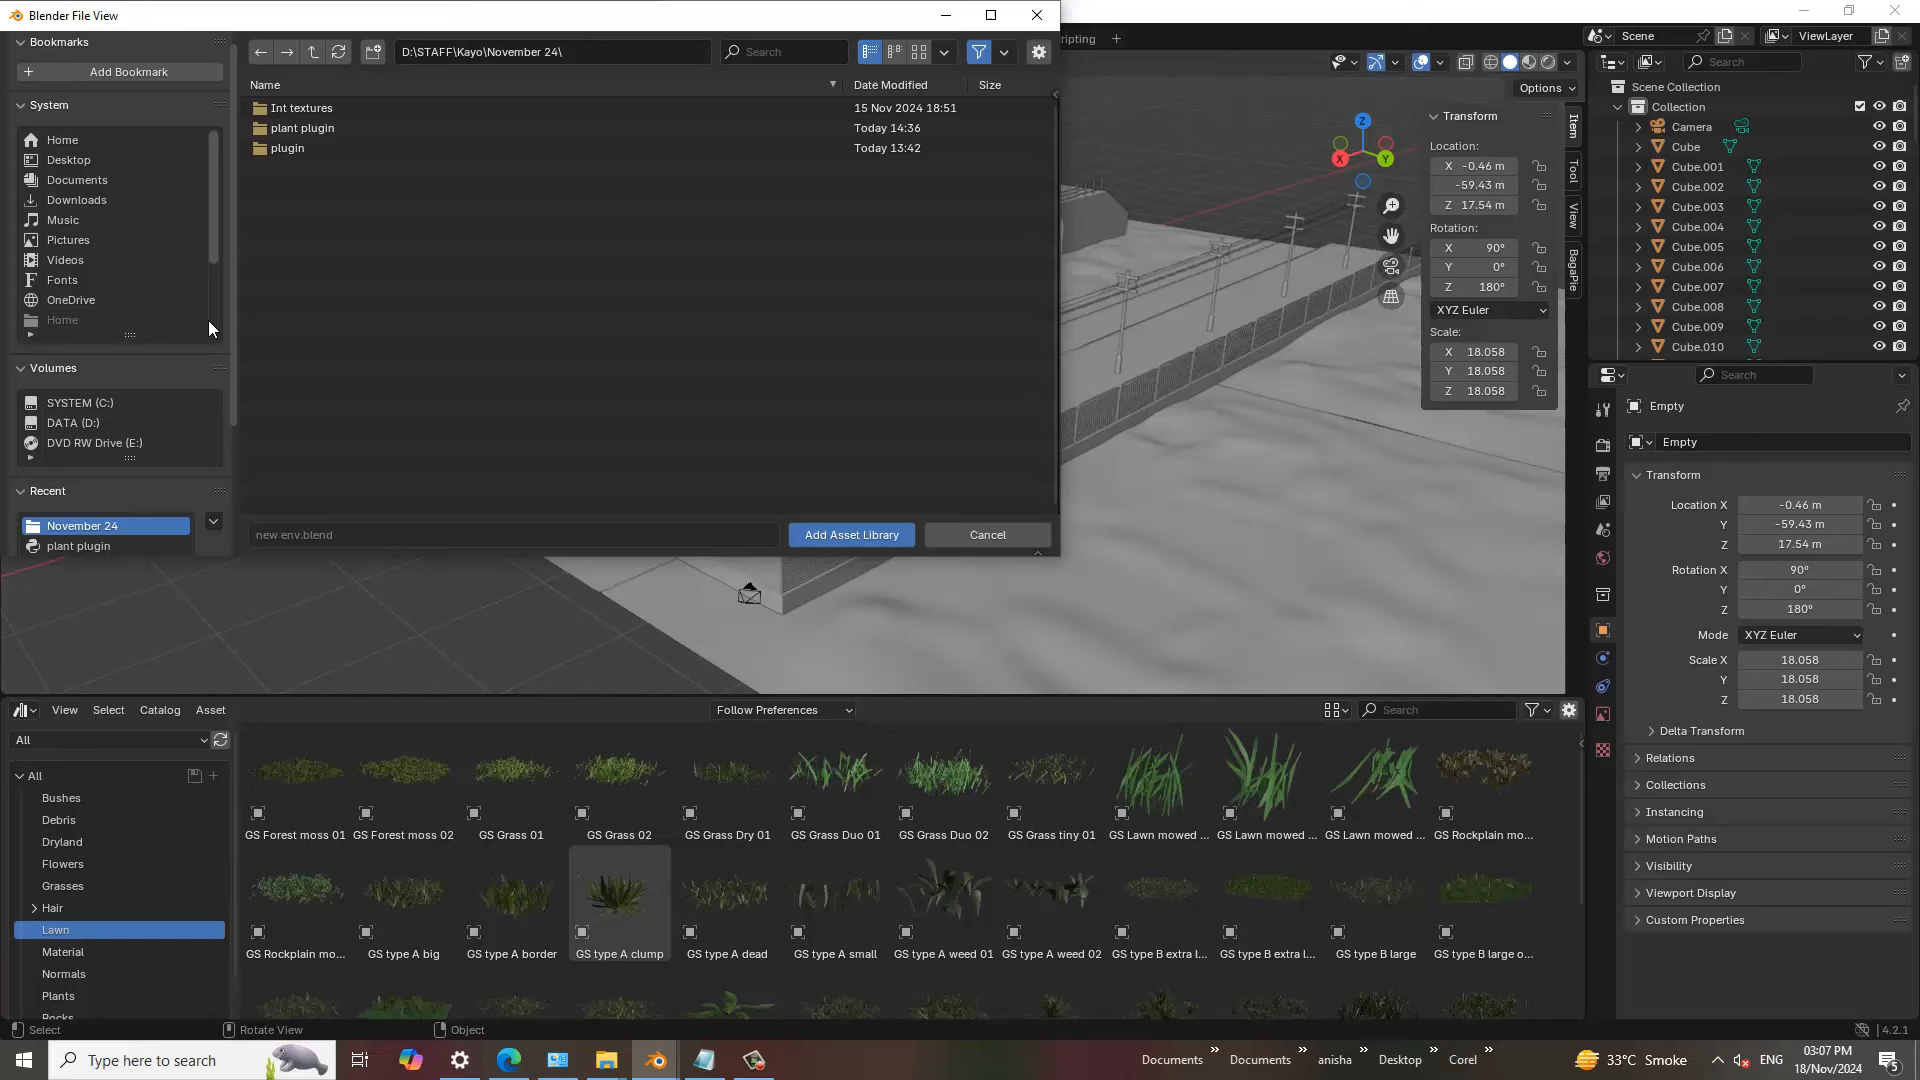 Blender File View
Bookmarks
Add Bookmark
System
Home
Desktop
Documents
Downloads
Music
Pictures
Videos
Fonts
OneDrive
Home
Volumes
SYSTEM (C:)
DATA (D:)
DVD RW Drive (E:)
Recent
November 24
plant plugin
D:\STAFF\Kayo\November 24\
Search
Name Date Modified Size
Int textures 15 Nov 2024 18:51
plant plugin Today 14:36
plugin Today 13:42
new env.blend
Add Asset Library
Cancel
ripting
Scene
ViewLayer
Options
Z
X
Y
Transform
Location:
X -0.46 m
-59.43 m
Z 17.54 m
Rotation:
X 90°
Y 0°
Z 180°
XYZ Euler
Scale:
X 18.058
Y 18.058
Z 18.058
Item
Tool
View
BagaPie
Search
Scene Collection
Collection
Camera
Cube
Cube.001
Cube.002
Cube.003
Cube.004
Cube.005
Cube.006
Cube.007
Cube.008
Cube.009
Cube.010
Search
Empty
Empty
Transform
Location X -0.46 m
Y -59.43 m
Z 17.54 m
Rotation X 90°
Y 0°
Z 180°
Mode XYZ Euler
Scale X 18.058
Y 18.058
Z 18.058
Delta Transform
Relations
Collections
Instancing
Motion Paths
Visibility
Viewport Display
Custom Properties
View Select Catalog Asset
Follow Preferences
Search
All
All
Bushes
Debris
Dryland
Flowers
Grasses
Hair
Lawn
Material
Normals
Plants
Rocks
GS Forest moss 01 GS Forest moss 02 GS Grass 01 GS Grass 02 GS Grass Dry 01 GS Grass Duo 01 GS Grass Duo 02 GS Grass tiny 01 GS Lawn mowed ... GS Lawn mowed ... GS Lawn mowed ... GS Rockplain mo...
GS Rockplain mo... GS type A big GS type A border GS type A clump GS type A dead GS type A small GS type A weed 01 GS type A weed 02 GS type B extra l... GS type B extra l... GS type B large GS type B large o...
Select
Rotate View
Object
4.2.1
Type here to search
Documents
Documents
anisha
Desktop
Corel
33°C Smoke
ENG
03:07 PM
18/Nov/2024
5